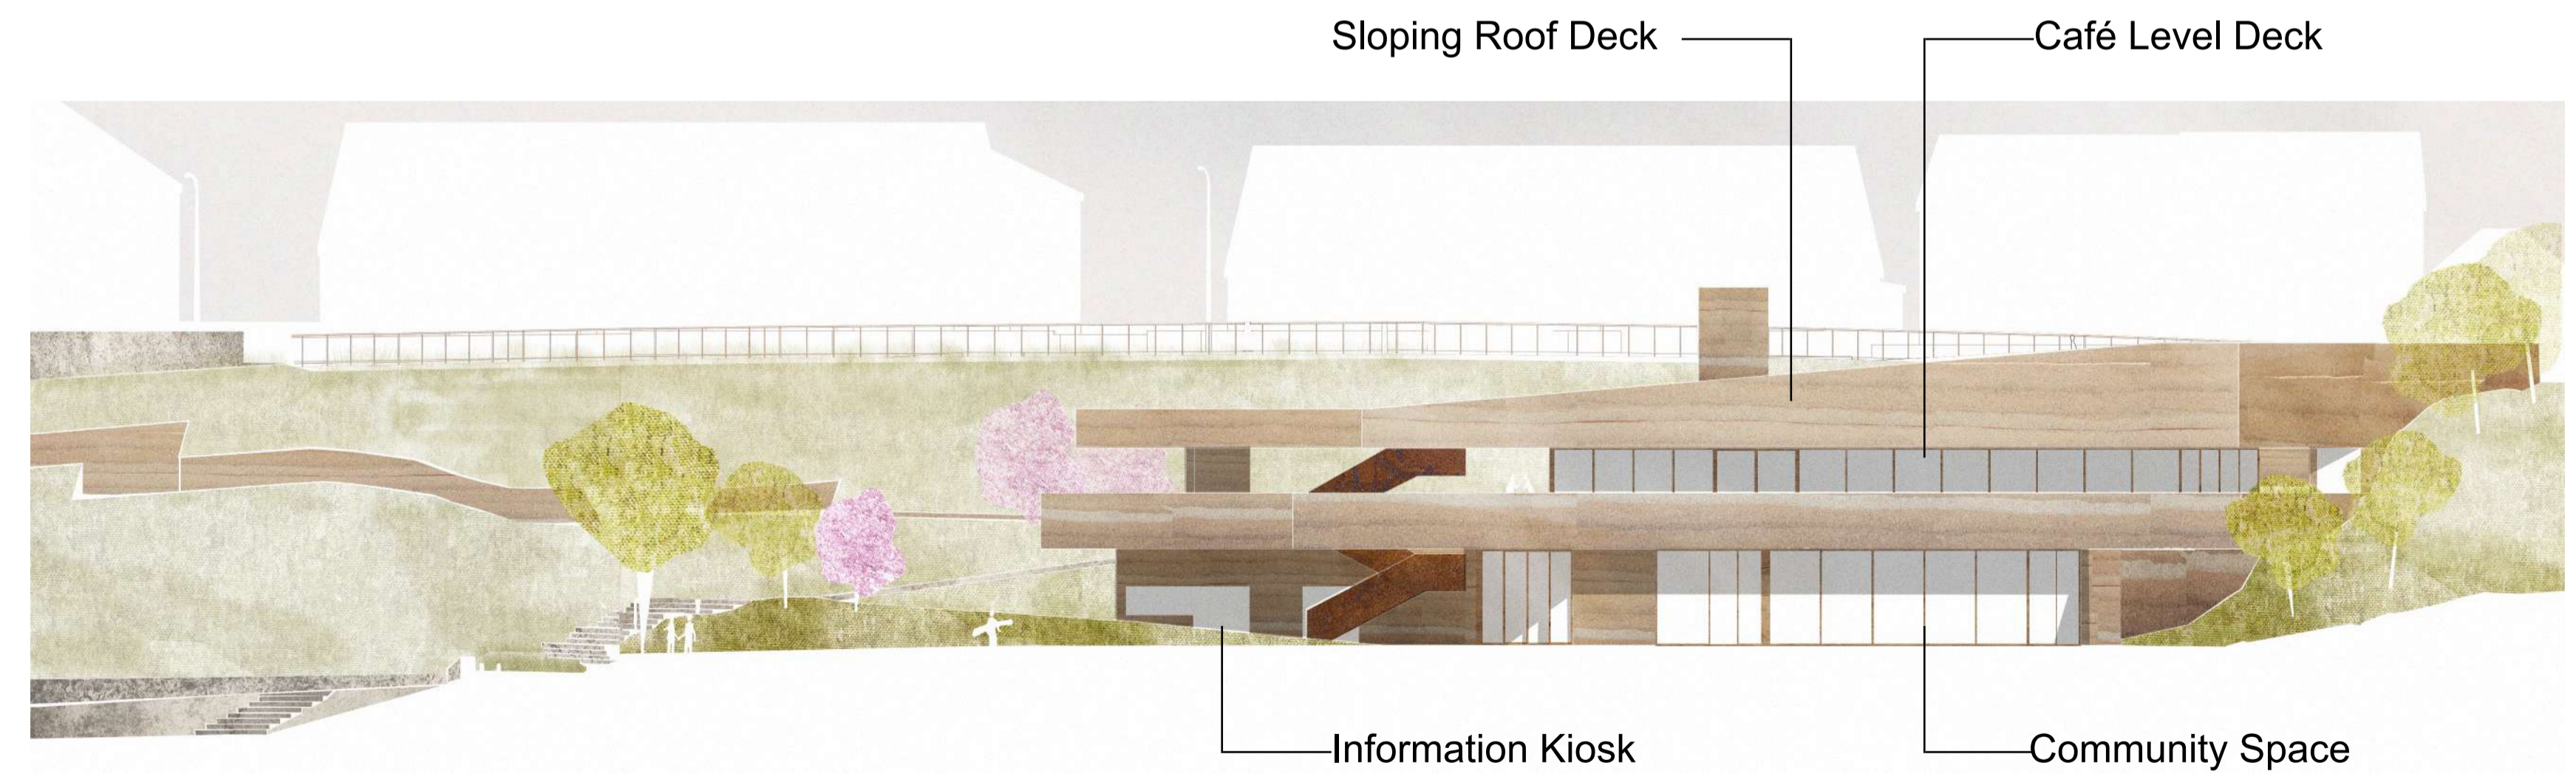 Sloping Roof Deck
Café Level Deck
Information Kiosk
Community Space